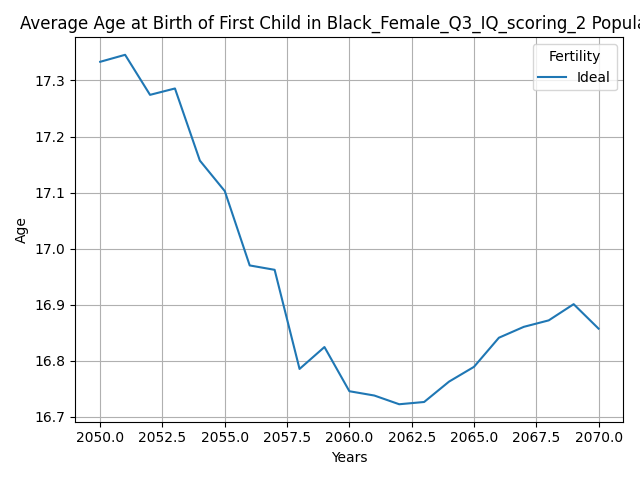 Average Age at Birth of First Child in Black_Female_Q3_IQ_scoring_2 Popula
Fertility
Ideal
17.3
17.2
17.1
17.0
16.9
16.8
16.7
Age
2050.0 2052.5 2055.0 2057.5 2060.0 2062.5 2065.0 2067.5 2070.0
Years